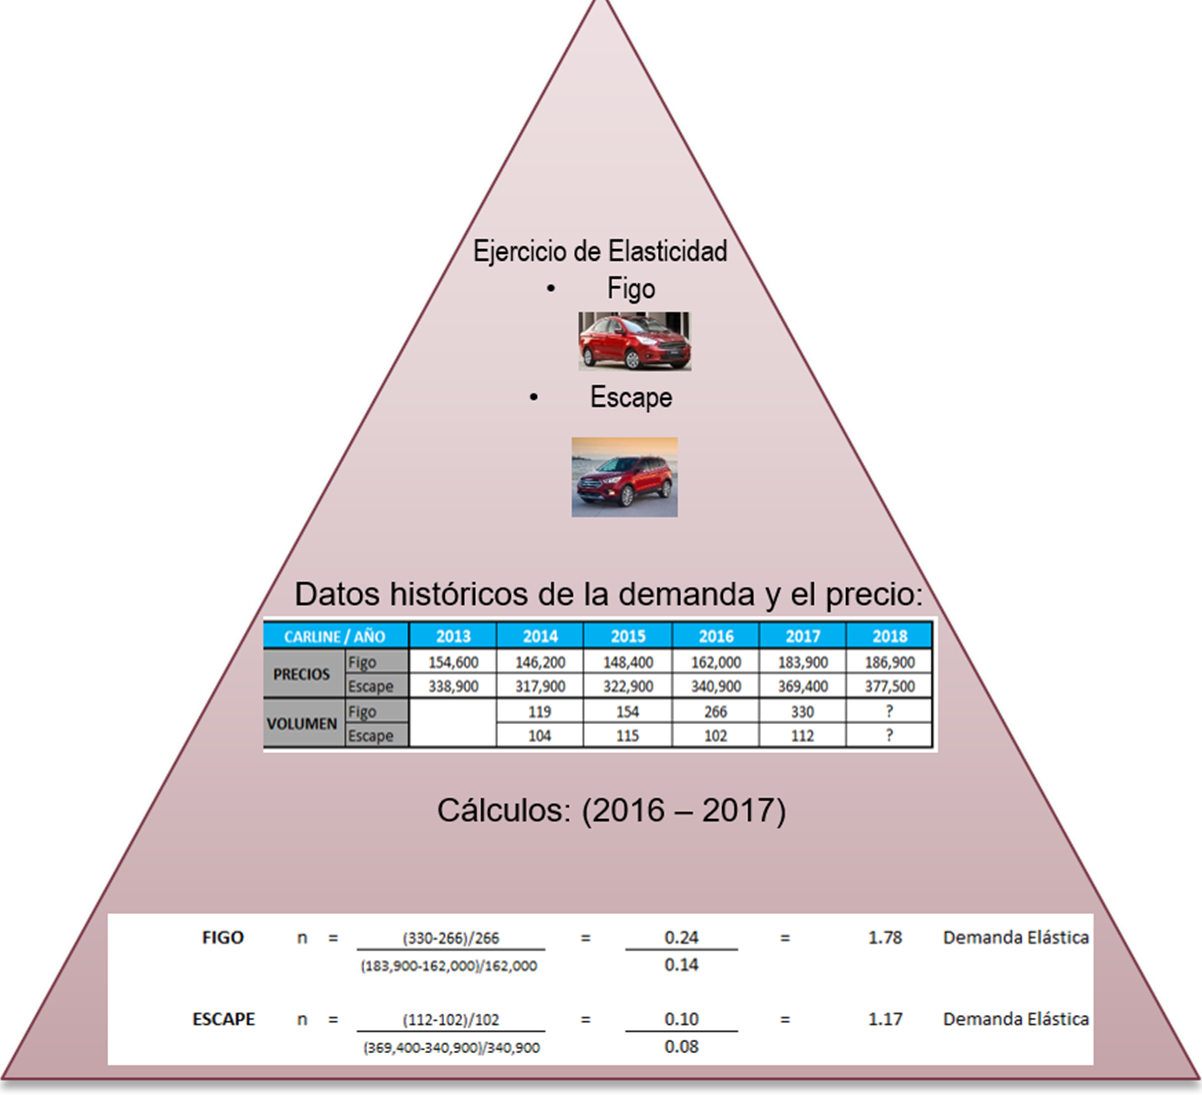 Ejercicio de Elasticidad
• Figo
• Escape
Datos históricos de la demanda y el precio:
CARLINE / AÑO 2013 2014 2015 2016 2017 2018
PRECIOS
Figo 154,600 146,200 148,400 162,000 183,900 186,900
Escape 338,900 317,900 322,900 340,900 369,400 377,500
VOLUMEN
Figo 119 154 266 330 ?
Escape 104 115 102 112 ?
Cálculos: (2016 – 2017)
FIGO n = (330-266)/266 = 0.24 = 1.78 Demanda Elástica
(183,900-162,000)/162,000 0.14
ESCAPE n = (112-102)/102 = 0.10 = 1.17 Demanda Elástica
(369,400-340,900)/340,900 0.08